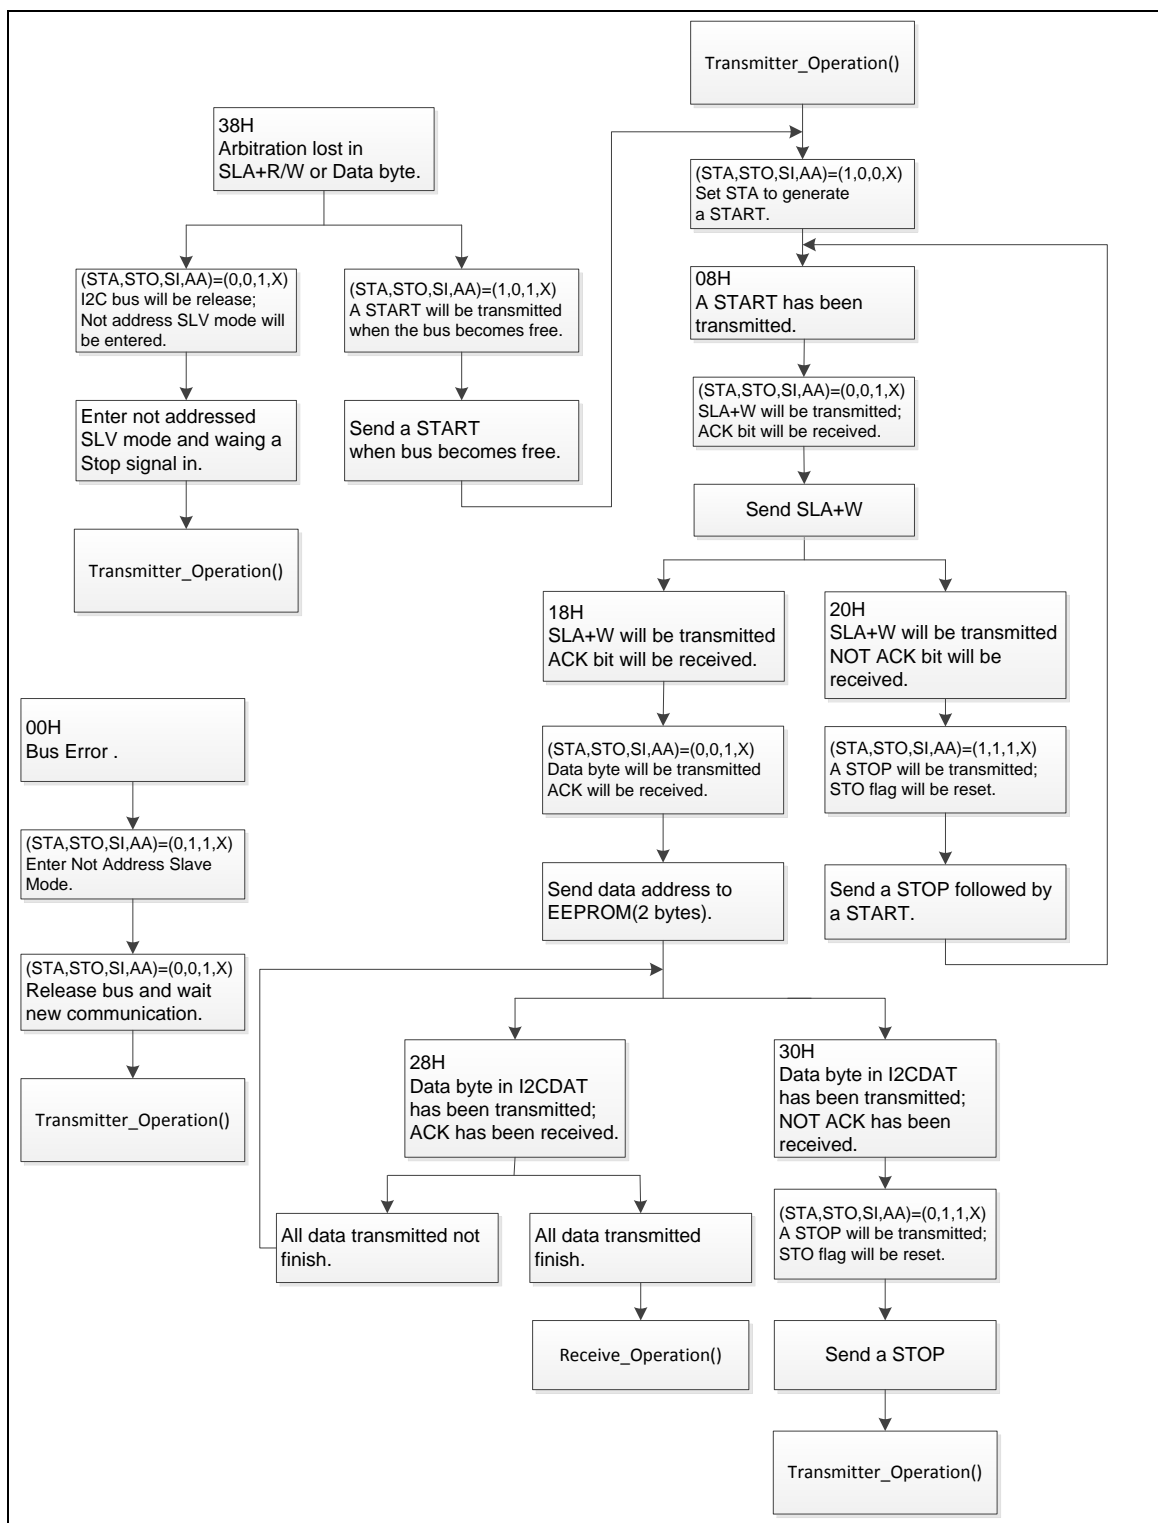 Transmitter_Operation()
38H
Arbitration lost in
SLA+R/W or Data byte.
(STA,STO,SI,AA)=(1,0,0,X)
Set STA to generate
a START.
(STA,STO,SI,AA)=(0,0,1,X)
I2C bus will be release;
Not address SLV mode will
be entered.
(STA,STO,SI,AA)=(1,0,1,X)
A START will be transmitted
when the bus becomes free.
08H
A START has been
transmitted.
Enter not addressed
SLV mode and waing a
Stop signal in.
Send a START
when bus becomes free.
(STA,STO,SI,AA)=(0,0,1,X)
SLA+W will be transmitted;
ACK bit will be received.
Send SLA+W
Transmitter_Operation()
18H
SLA+W will be transmitted
ACK bit will be received.
20H
SLA+W will be transmitted
NOT ACK bit will be
received.
00H
Bus Error .
(STA,STO,SI,AA)=(0,0,1,X)
Data byte will be transmitted
ACK will be received.
(STA,STO,SI,AA)=(1,1,1,X)
A STOP will be transmitted;
STO flag will be reset.
(STA,STO,SI,AA)=(0,1,1,X)
Enter Not Address Slave
Mode.
Send data address to
EEPROM(2 bytes).
Send a STOP followed by
a START.
(STA,STO,SI,AA)=(0,0,1,X)
Release bus and wait
new communication.
28H
Data byte in I2CDAT
has been transmitted;
ACK has been received.
30H
Data byte in I2CDAT
has been transmitted;
NOT ACK has been
received.
Transmitter_Operation()
All data transmitted not
finish.
All data transmitted
finish.
(STA,STO,SI,AA)=(0,1,1,X)
A STOP will be transmitted;
STO flag will be reset.
Receive_Operation()
Send a STOP
Transmitter_Operation()